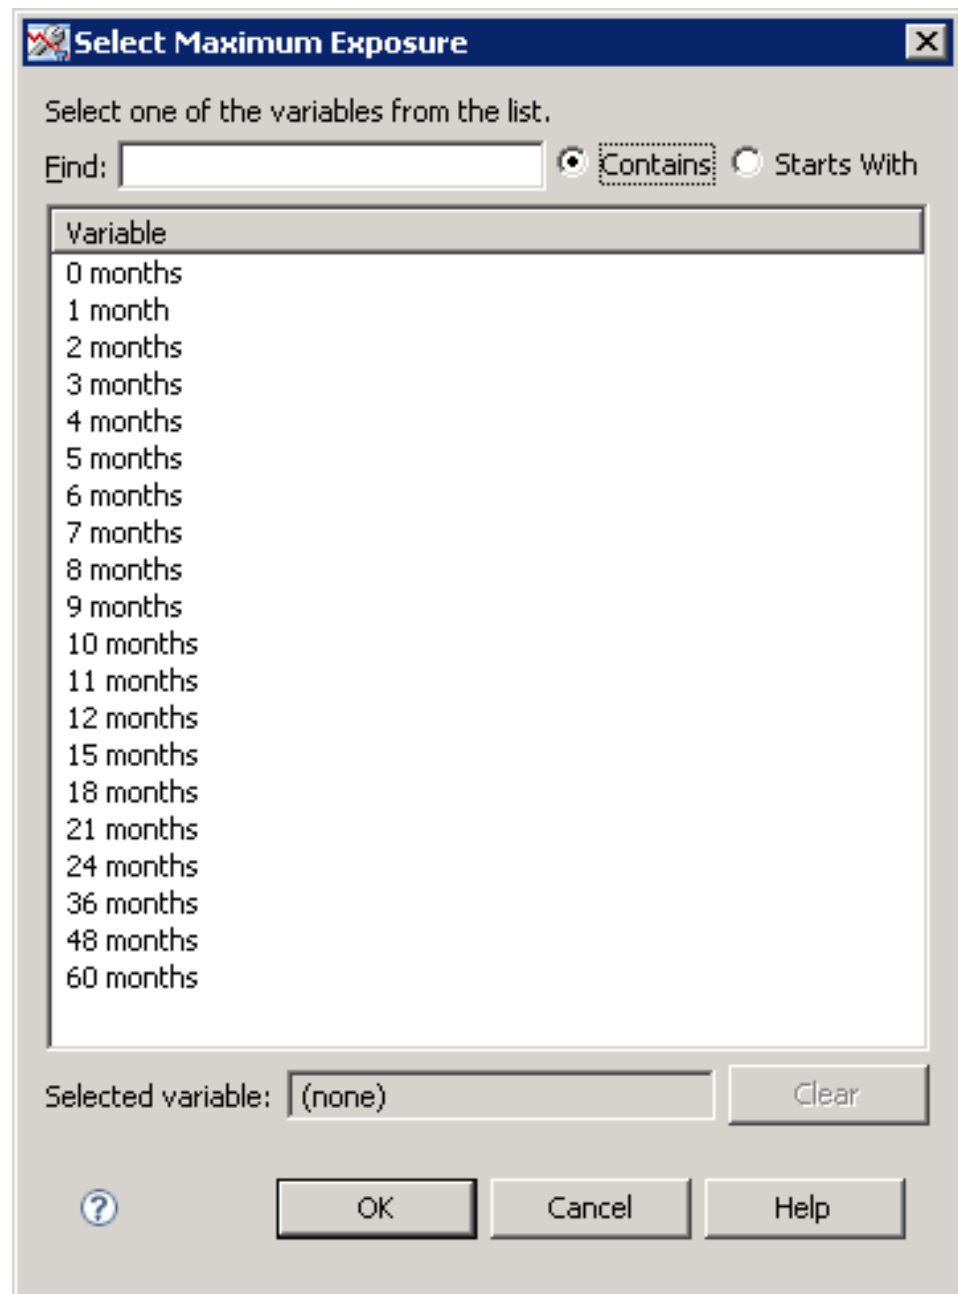 Select Maximum Exposure
Select one of the variables from the list.
Find: Contains Starts With
Variable
0 months
1 month
2 months
3 months
4 months
5 months
6 months
7 months
8 months
9 months
10 months
11 months
12 months
15 months
18 months
21 months
24 months
36 months
48 months
60 months
Selected variable: (none) Clear
? OK Cancel Help